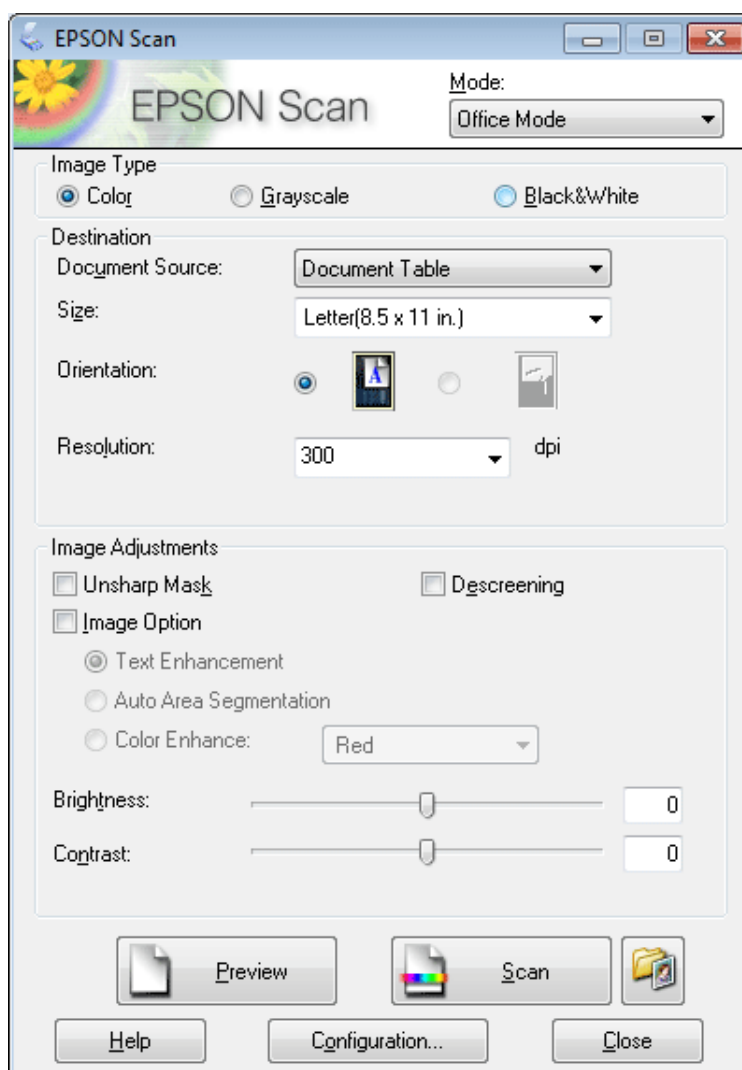 EPSON Scan
EPSON Scan
Mode:
Office Mode
Image Type
Color Grayscale Black&White
Destination
Document Source: Document Table
Size: Letter(8.5 x 11 in.)
Orientation: A
Resolution: 300 dpi
Image Adjustments
Unsharp Mask Descreening
Image Option
Text Enhancement
Auto Area Segmentation
Color Enhance: Red
Brightness: 0
Contrast: 0
Preview Scan
Help Configuration... Close